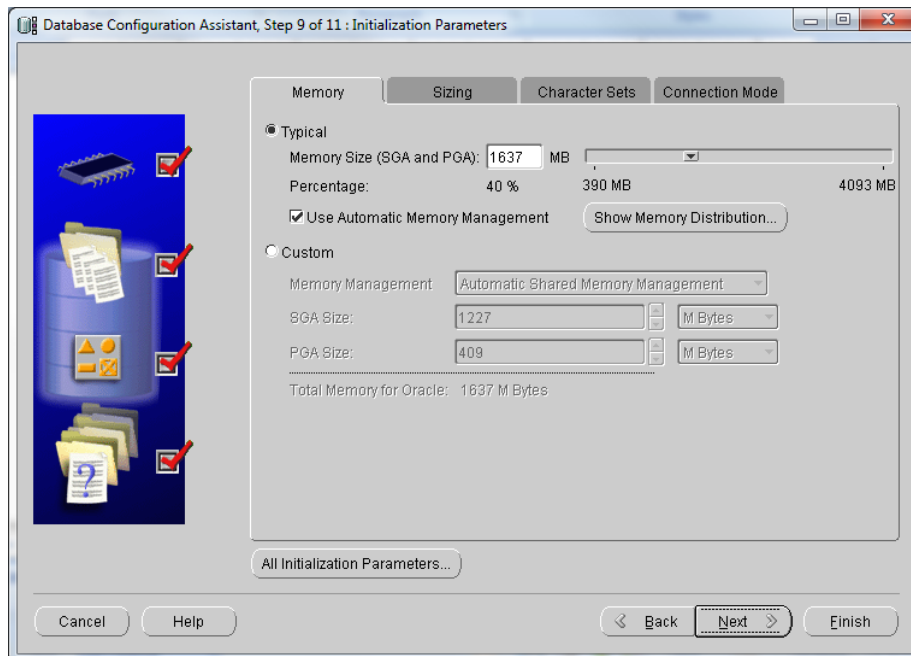 Database Configuration Assistant, Step 9 of 11 : Initialization Parameters
Memory Sizing Character Sets Connection Mode
Typical
Memory Size (SGA and PGA): 1637 MB
Percentage: 40 % 390 MB 4093 MB
Use Automatic Memory Management Show Memory Distribution...
Custom
Memory Management Automatic Shared Memory Management
SGA Size: 1227 M Bytes
PGA Size: 409 M Bytes
Total Memory for Oracle: 1637 M Bytes
?
All Initialization Parameters...
Cancel Help Back Next Finish